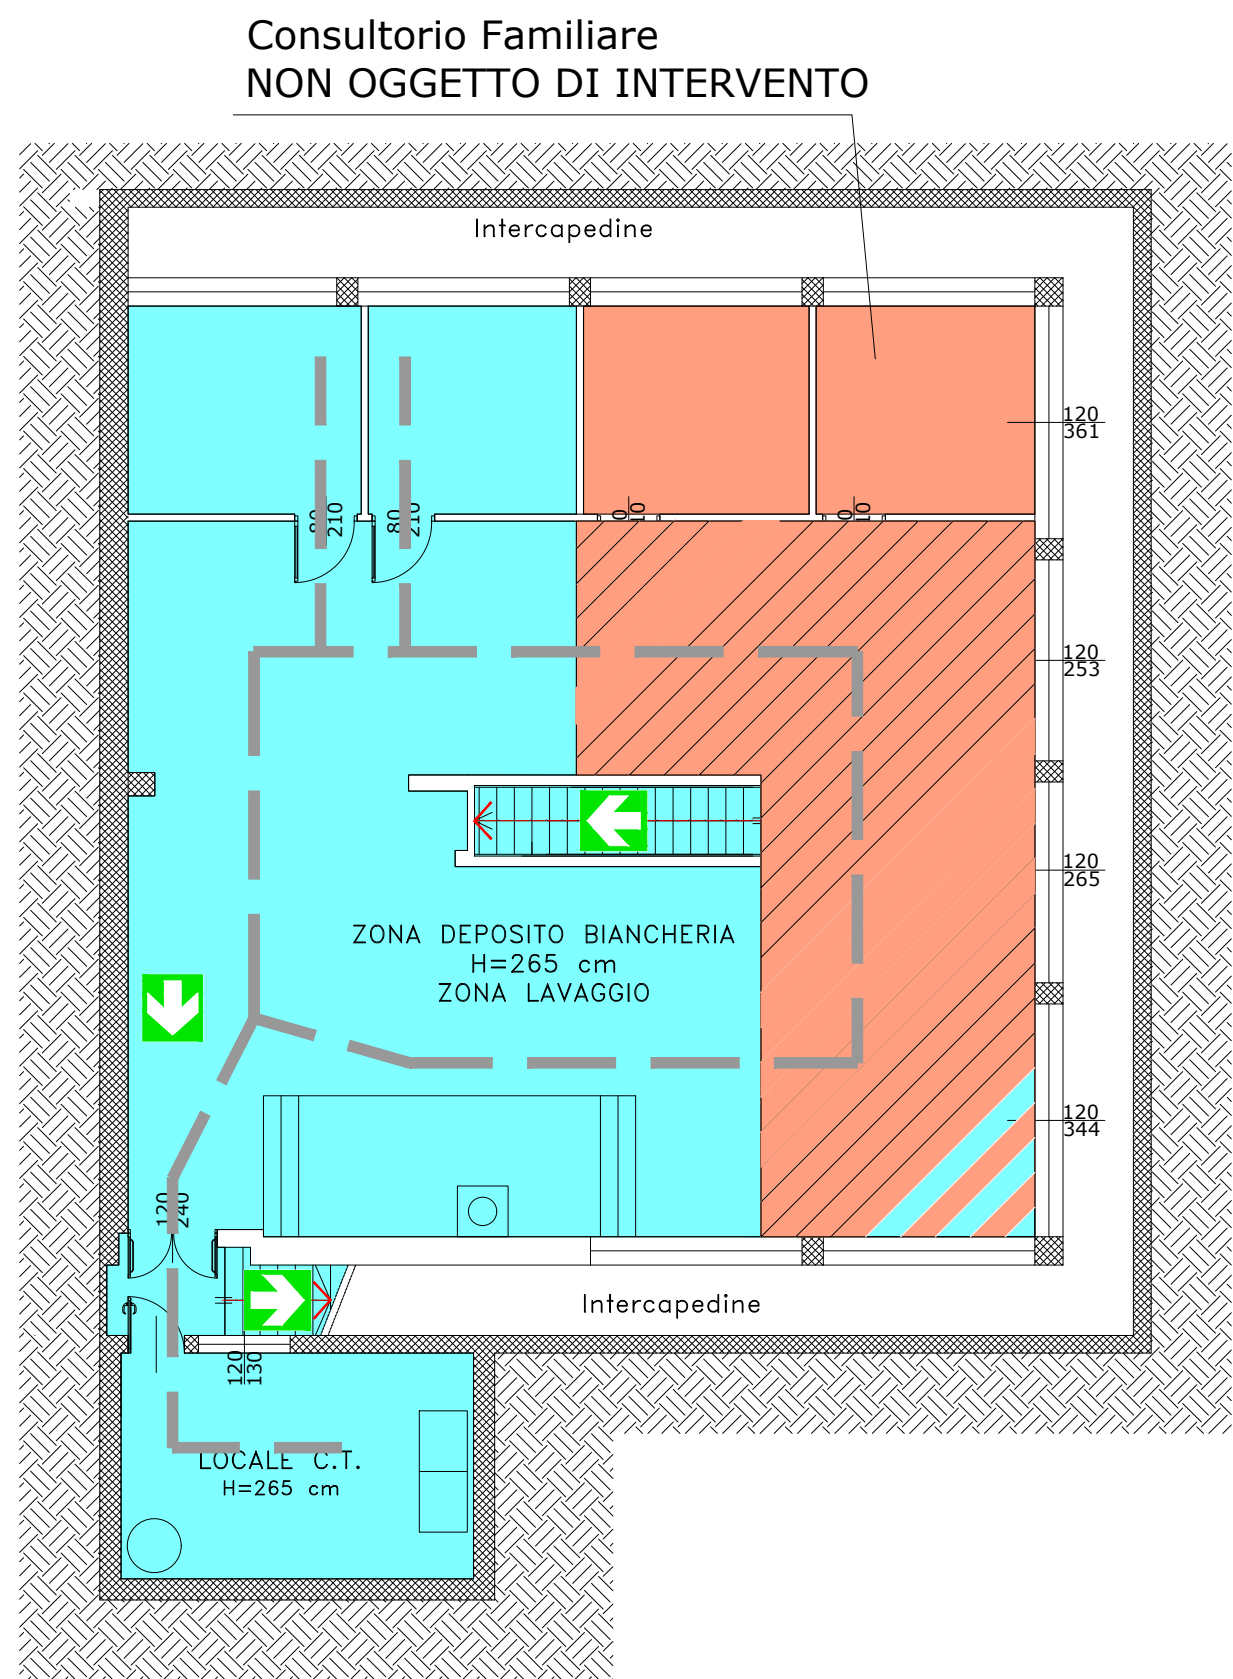 Consultorio Familiare
NON OGGETTO DI INTERVENTO
Intercapedine
120
361
80
210
80
210
0
10
0
10
120
253
120
265
ZONA DEPOSITO BIANCHERIA
H=265 cm
ZONA LAVAGGIO
120
344
120
240
Intercapedine
120
130
LOCALE C.T.
H=265 cm